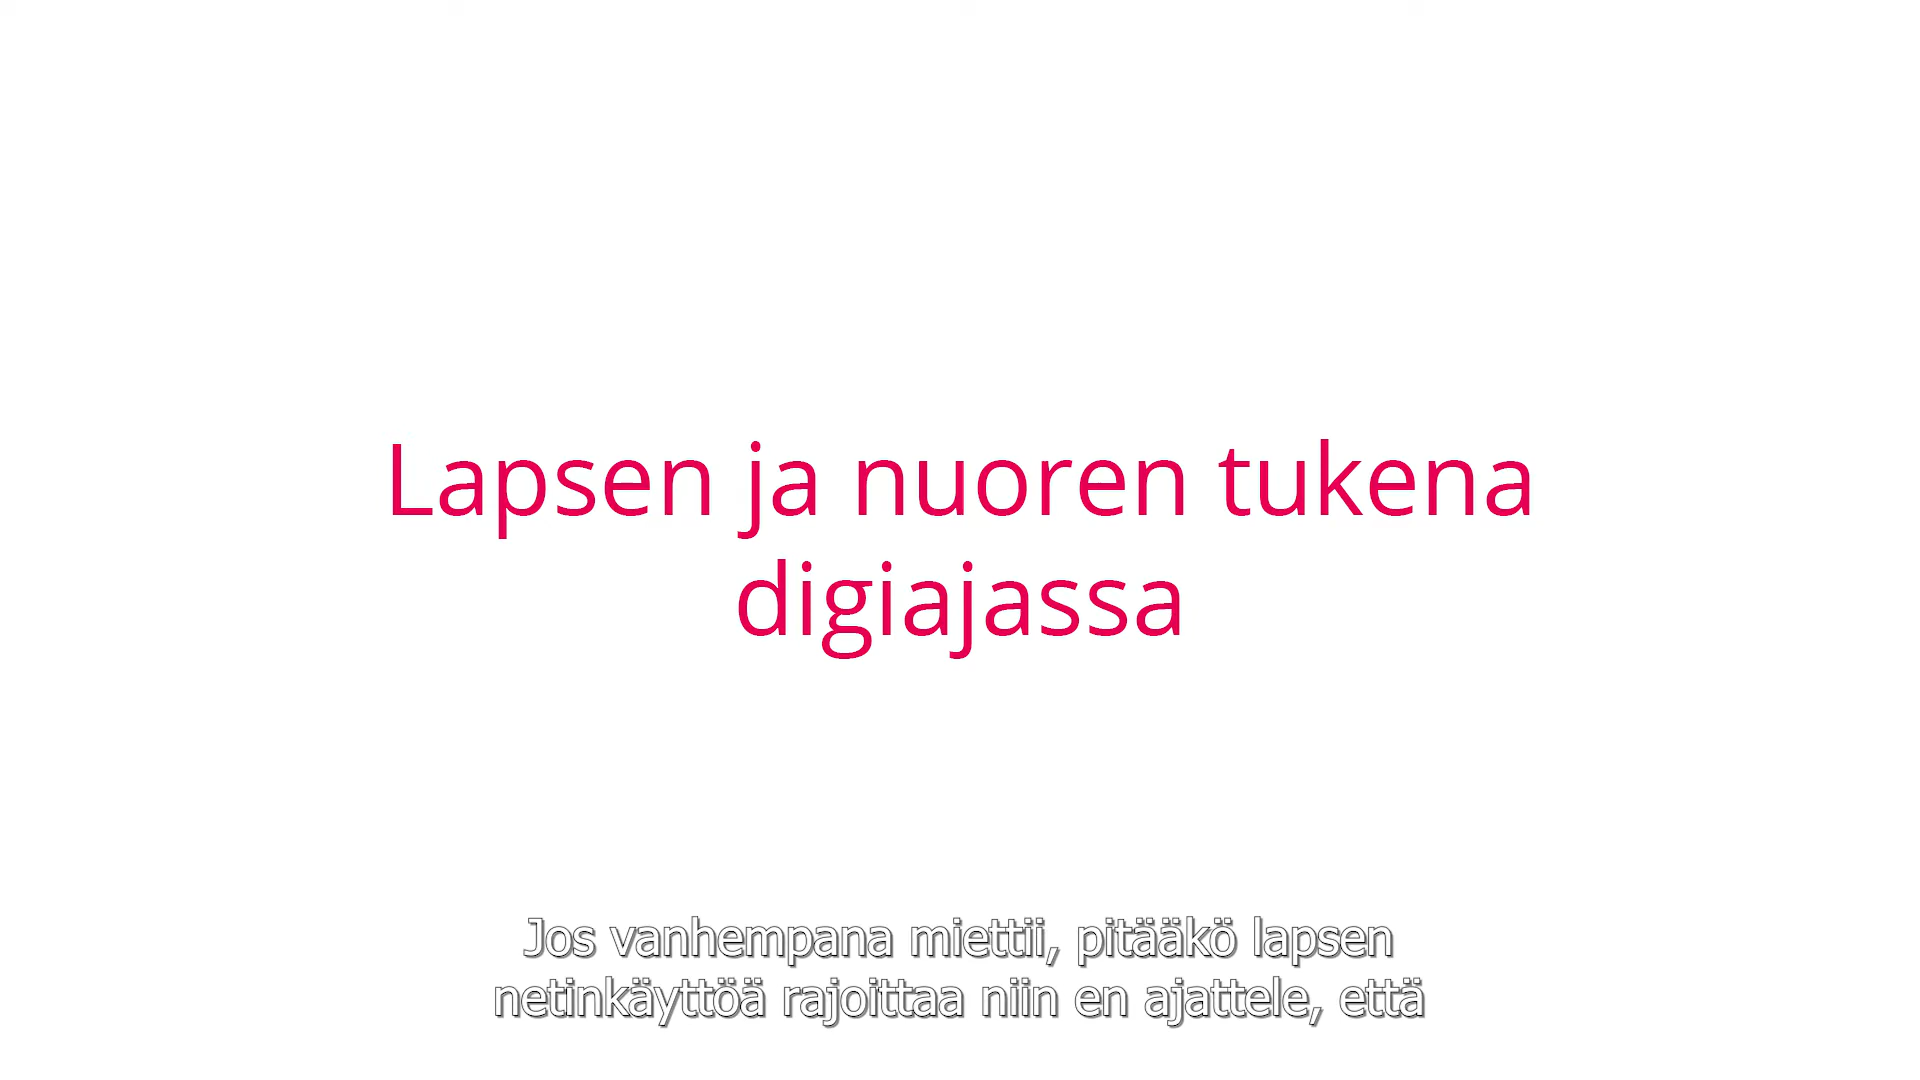 Lapsen ja nuoren tukena
digiajassa
Jos vanhempana miettii, pitääkö lapsen
netinkäyttöä rajoittaa niin en ajattele, että